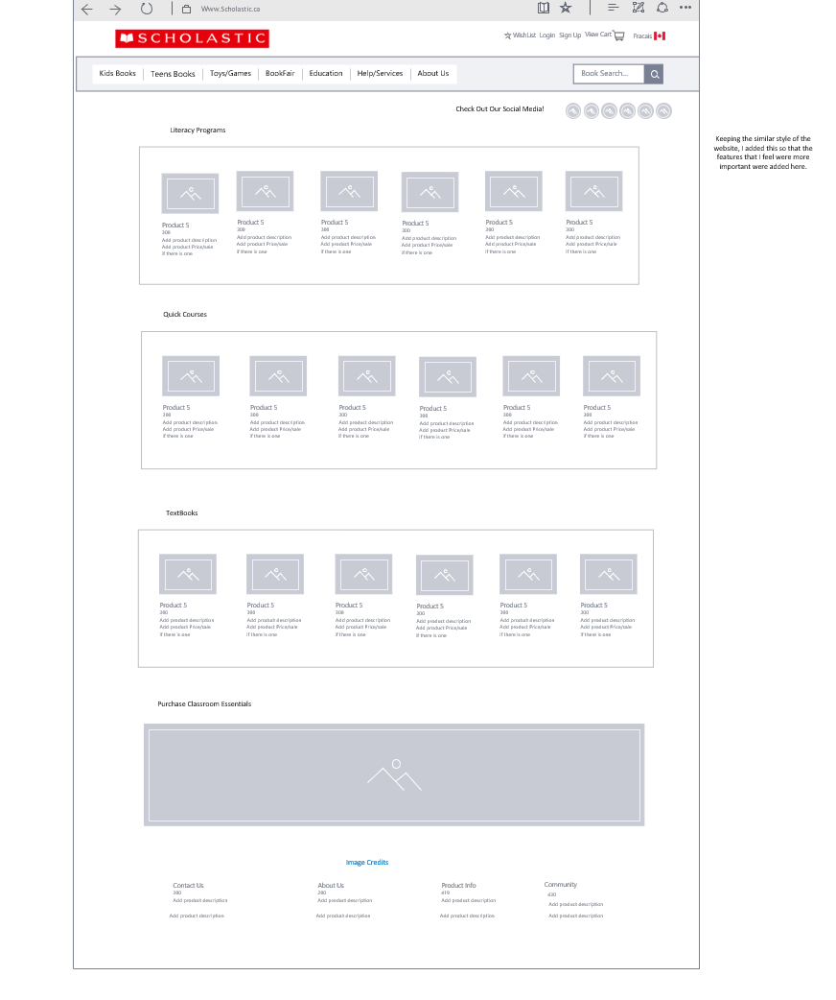 Www.Scholastic.ca
SCHOLASTIC
WishList Login Sign Up View Cart Fracais
Kids Books Teens Books Toys/Games BookFair Education Help/Services About Us
Book Search...
Check Out Our Social Media!
Keeping the similar style of the
website, I added this so that the
features that I feel were more
important were added here.
Literacy Programs
Product 5 Product 5 Product 5 Product 5 Product 5 Product 5
300 300 300 300 300 300
Add product description Add product description Add product description Add product description Add product description Add product description
Add product Price/sale Add product Price/sale Add product Price/sale Add product Price/sale Add product Price/sale Add product Price/sale
if there is one if there is one if there is one if there is one if there is one if there is one
Quick Courses
Product 5 Product 5 Product 5 Product 5 Product 5 Product 5
300 300 300 300 300 300
Add product description Add product description Add product description Add product description Add product description Add product description
Add product Price/sale Add product Price/sale Add product Price/sale Add product Price/sale Add product Price/sale Add product Price/sale
if there is one if there is one if there is one if there is one if there is one if there is one
TextBooks
Product 5 Product 5 Product 5 Product 5 Product 5 Product 5
300 300 300 300 300 300
Add product description Add product description Add product description Add product description Add product description Add product description
Add product Price/sale Add product Price/sale Add product Price/sale Add product Price/sale Add product Price/sale Add product Price/sale
if there is one if there is one if there is one if there is one if there is one if there is one
Purchase Classroom Essentials
Image Credits
Contact Us About Us Product Info Community
390 290 419 430
Add product description Add product description Add product description Add product description
Add product description Add product description Add product description Add product description